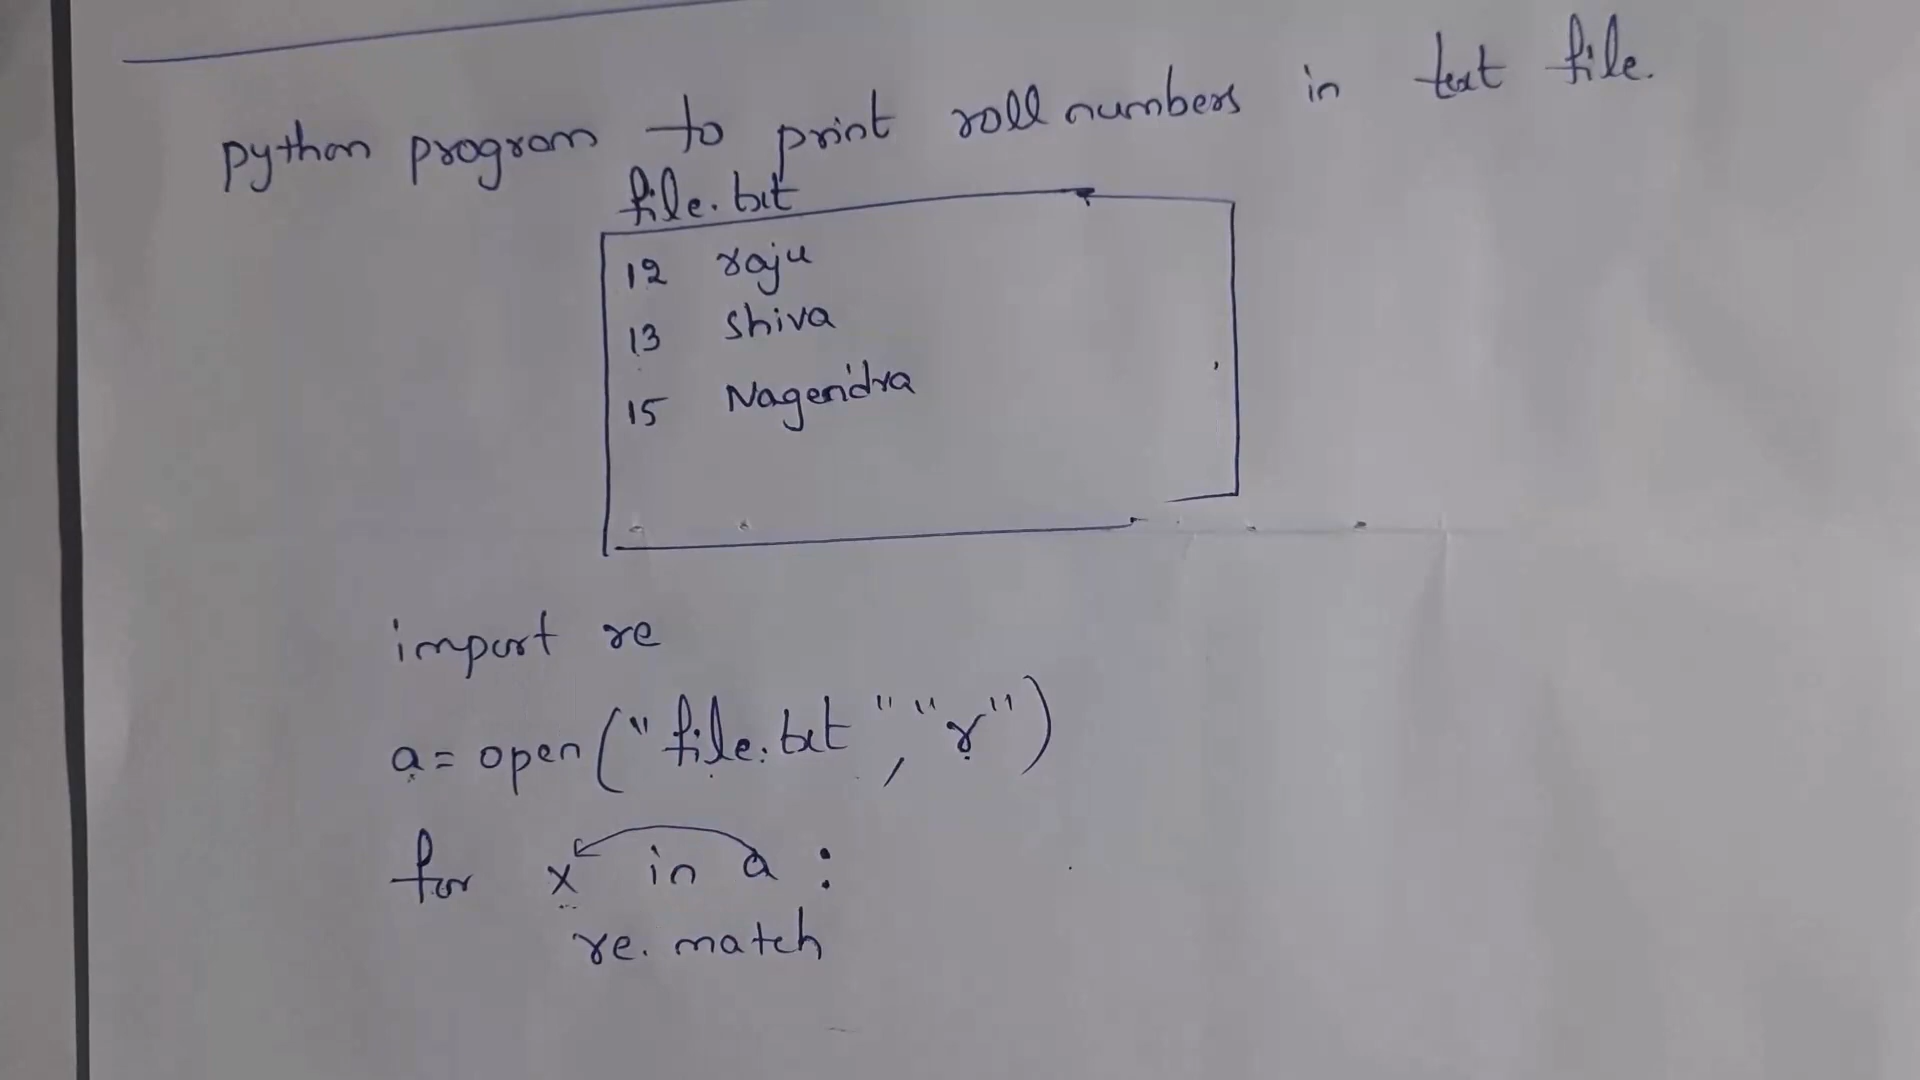 python program to print roll numbers in text file.
file.txt
12 raju
13 shiva
15 Nagendra
import re
a= open("file.txt","r")
for x in a :
re. match